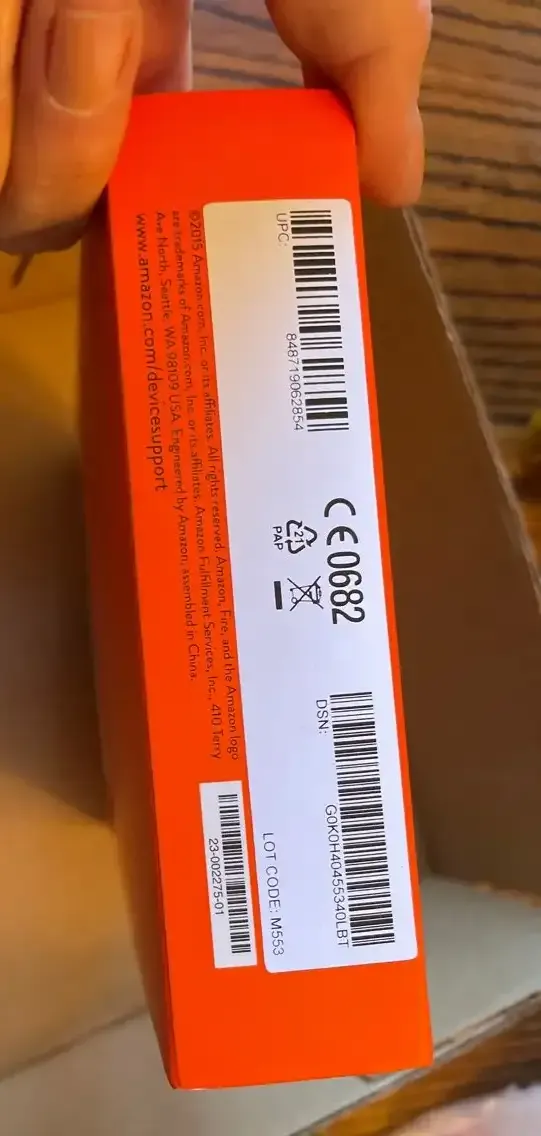 UPC:
848719062854
CE0682
21
PAP
DSN:
G0K0H40455340LBT
LOT CODE: M553
©2015 Amazon.com, Inc. or its affiliates. All rights reserved. Amazon, Fire, and the Amazon logo
are trademarks of Amazon.com, Inc. or its affiliates. Amazon Fulfillment Services, Inc., 410 Terry
Ave North, Seattle, WA 98109 USA. Engineered by Amazon, assembled in China.
www.amazon.com/devicesupport
23-002275-01